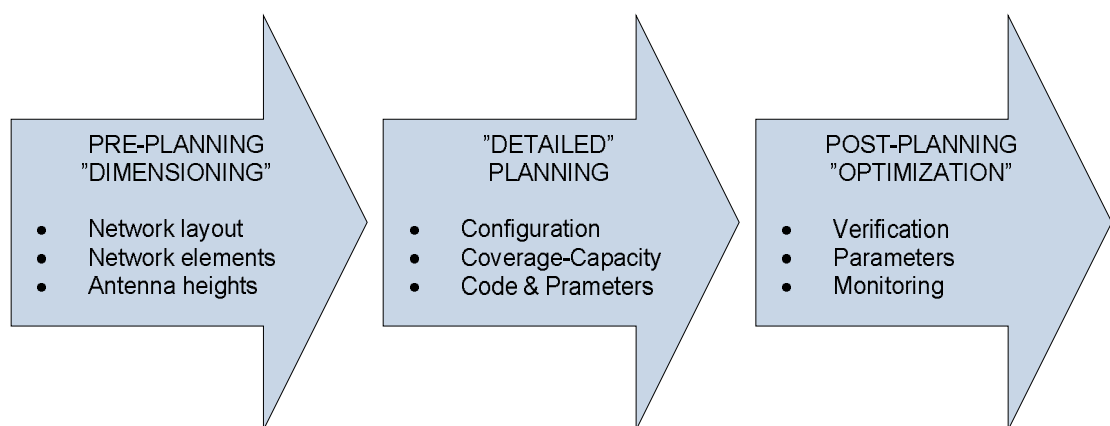 PRE-PLANNING
”DIMENSIONING”
● Network layout
● Network elements
● Antenna heights
”DETAILED”
PLANNING
● Configuration
● Coverage-Capacity
● Code & Prameters
POST-PLANNING
”OPTIMIZATION”
● Verification
● Parameters
● Monitoring